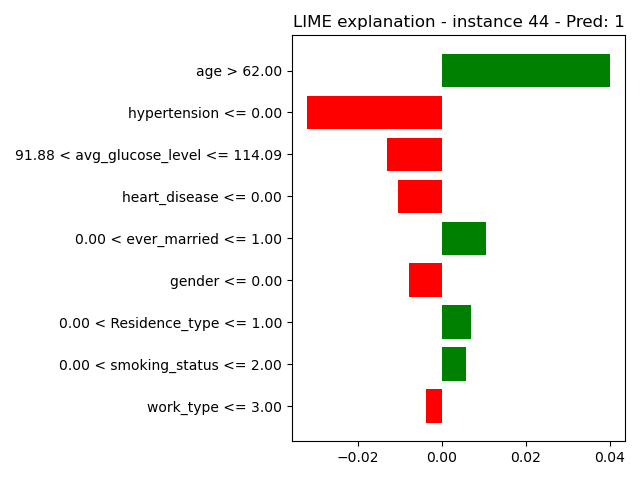 LIME explanation - instance 44 - Pred: 1
age > 62.00
hypertension <= 0.00
91.88 < avg_glucose_level <= 114.09
heart_disease <= 0.00
0.00 < ever_married <= 1.00
gender <= 0.00
0.00 < Residence_type <= 1.00
0.00 < smoking_status <= 2.00
work_type <= 3.00
−0.02 0.00 0.02 0.04